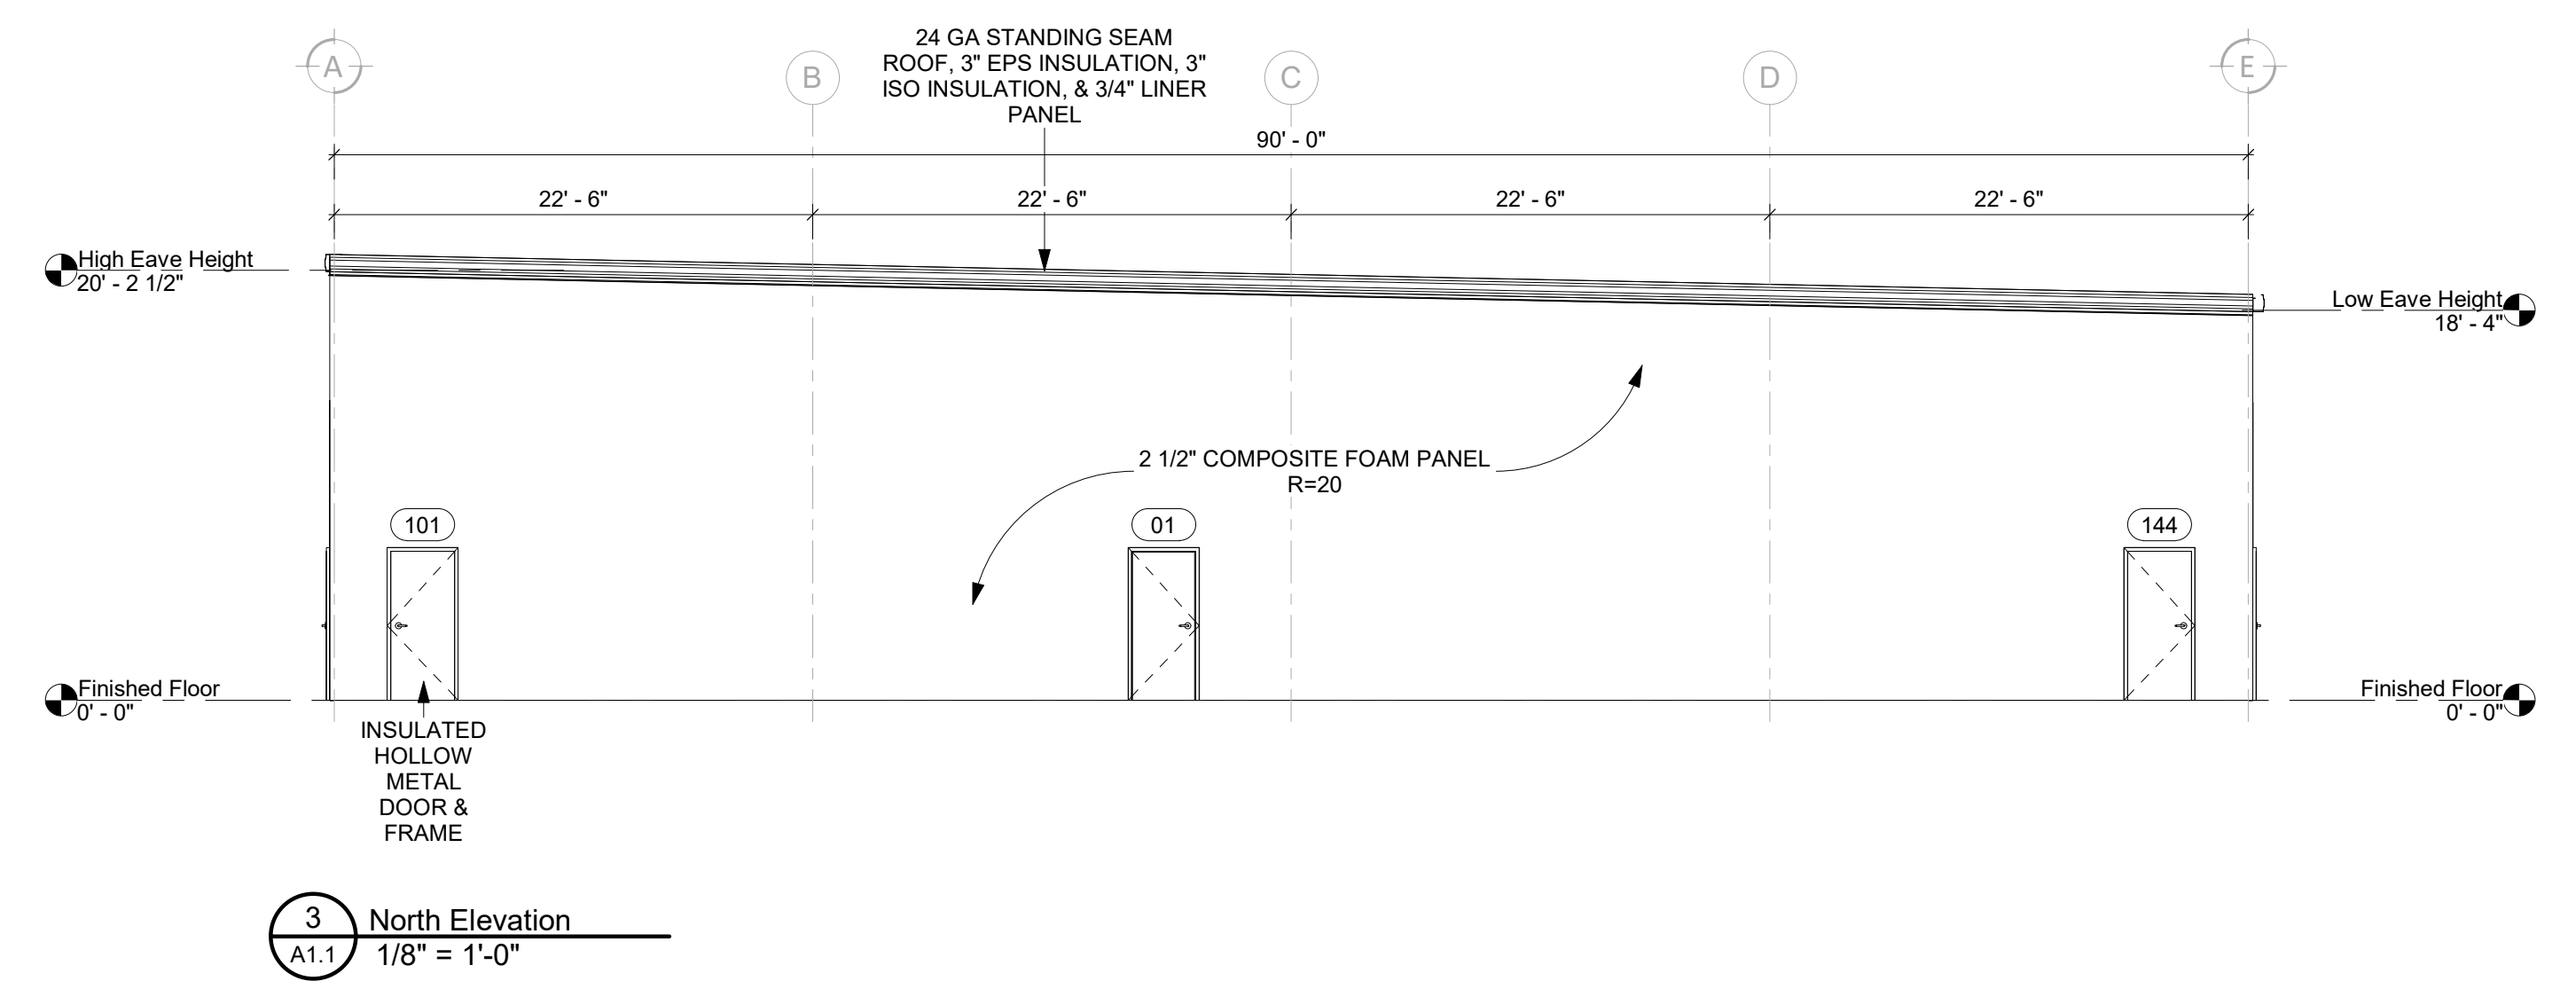 A
B
C
D
E
24 GA STANDING SEAM
ROOF, 3" EPS INSULATION, 3"
ISO INSULATION, & 3/4" LINER
PANEL
90' - 0"
22' - 6"
22' - 6"
22' - 6"
22' - 6"
High Eave Height
20' - 2 1/2"
Low Eave Height
18' - 4"
2 1/2" COMPOSITE FOAM PANEL
R=20
101
01
144
Finished Floor
0' - 0"
Finished Floor
0' - 0"
INSULATED
HOLLOW
METAL
DOOR &
FRAME
3
A1.1
North Elevation
1/8" = 1'-0"